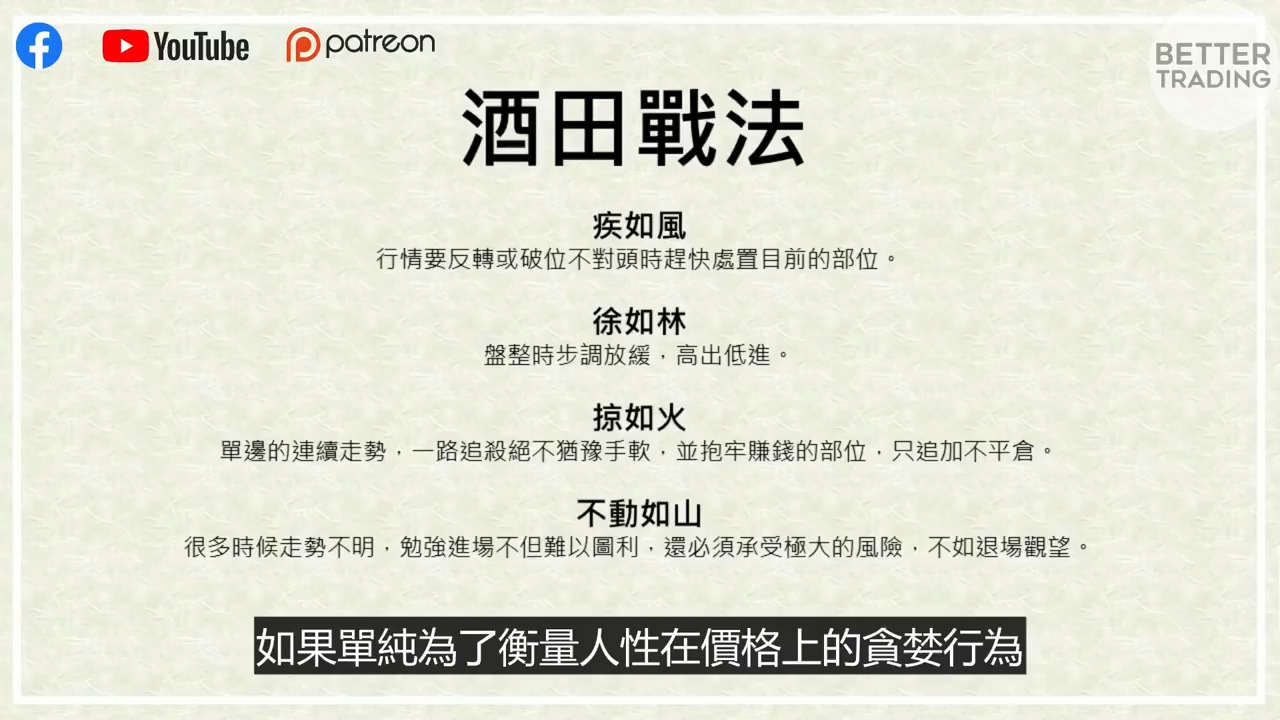 YouTube
patreon
BETTER
TRADING
酒田戰法
疾如風
行情要反轉或破位不對頭時趕快處置目前的部位。
徐如林
盤整時步調放緩，高出低進。
掠如火
單邊的連續走勢，一路追殺絕不猶豫手軟，並抱牢賺錢的部位，只追加不平倉。
不動如山
很多時候走勢不明，勉強進場不但難以圖利，還必須承受極大的風險，不如退場觀望。
如果單純為了衡量人性在價格上的貪婪行為